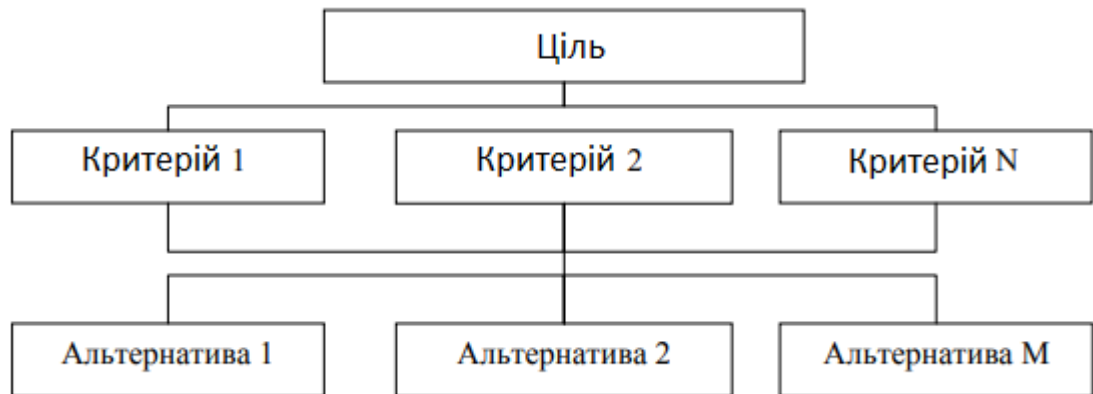 Ціль
Критерій 1
Критерій 2
Критерій N
Альтернатива 1
Альтернатива 2
Альтернатива M